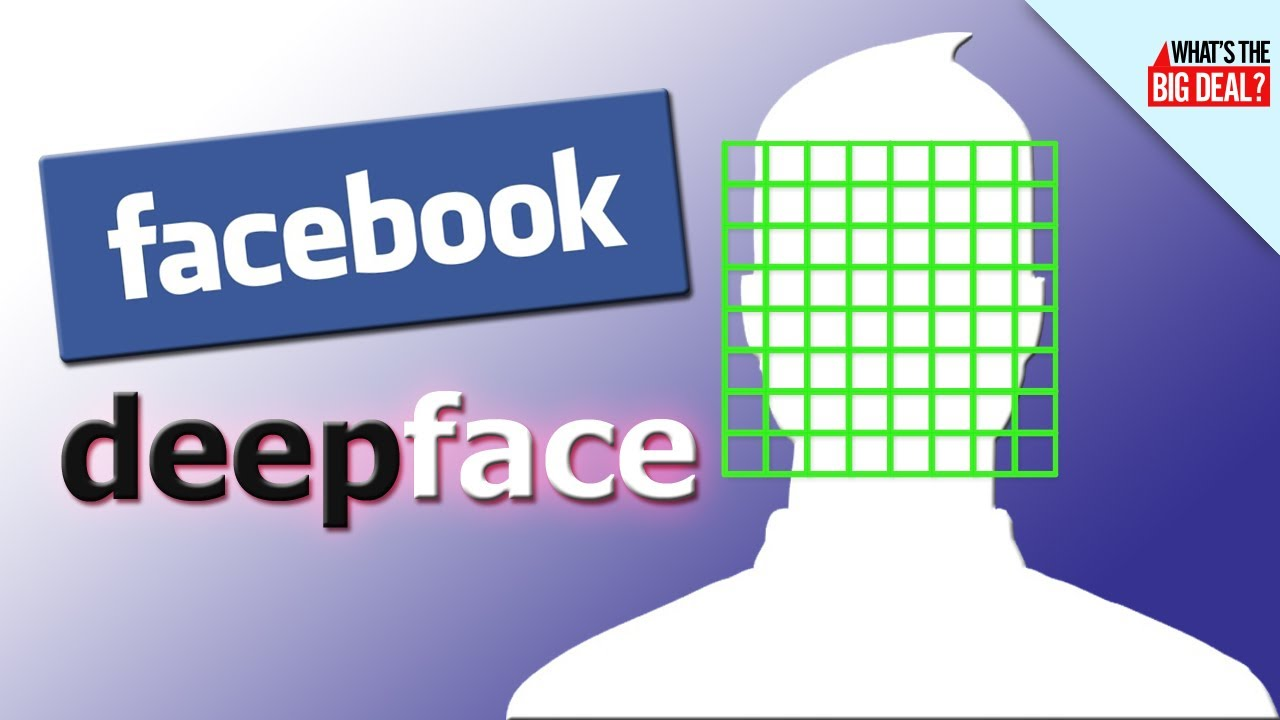 facebook
deepface
WHAT'S THE
BIG DEAL?